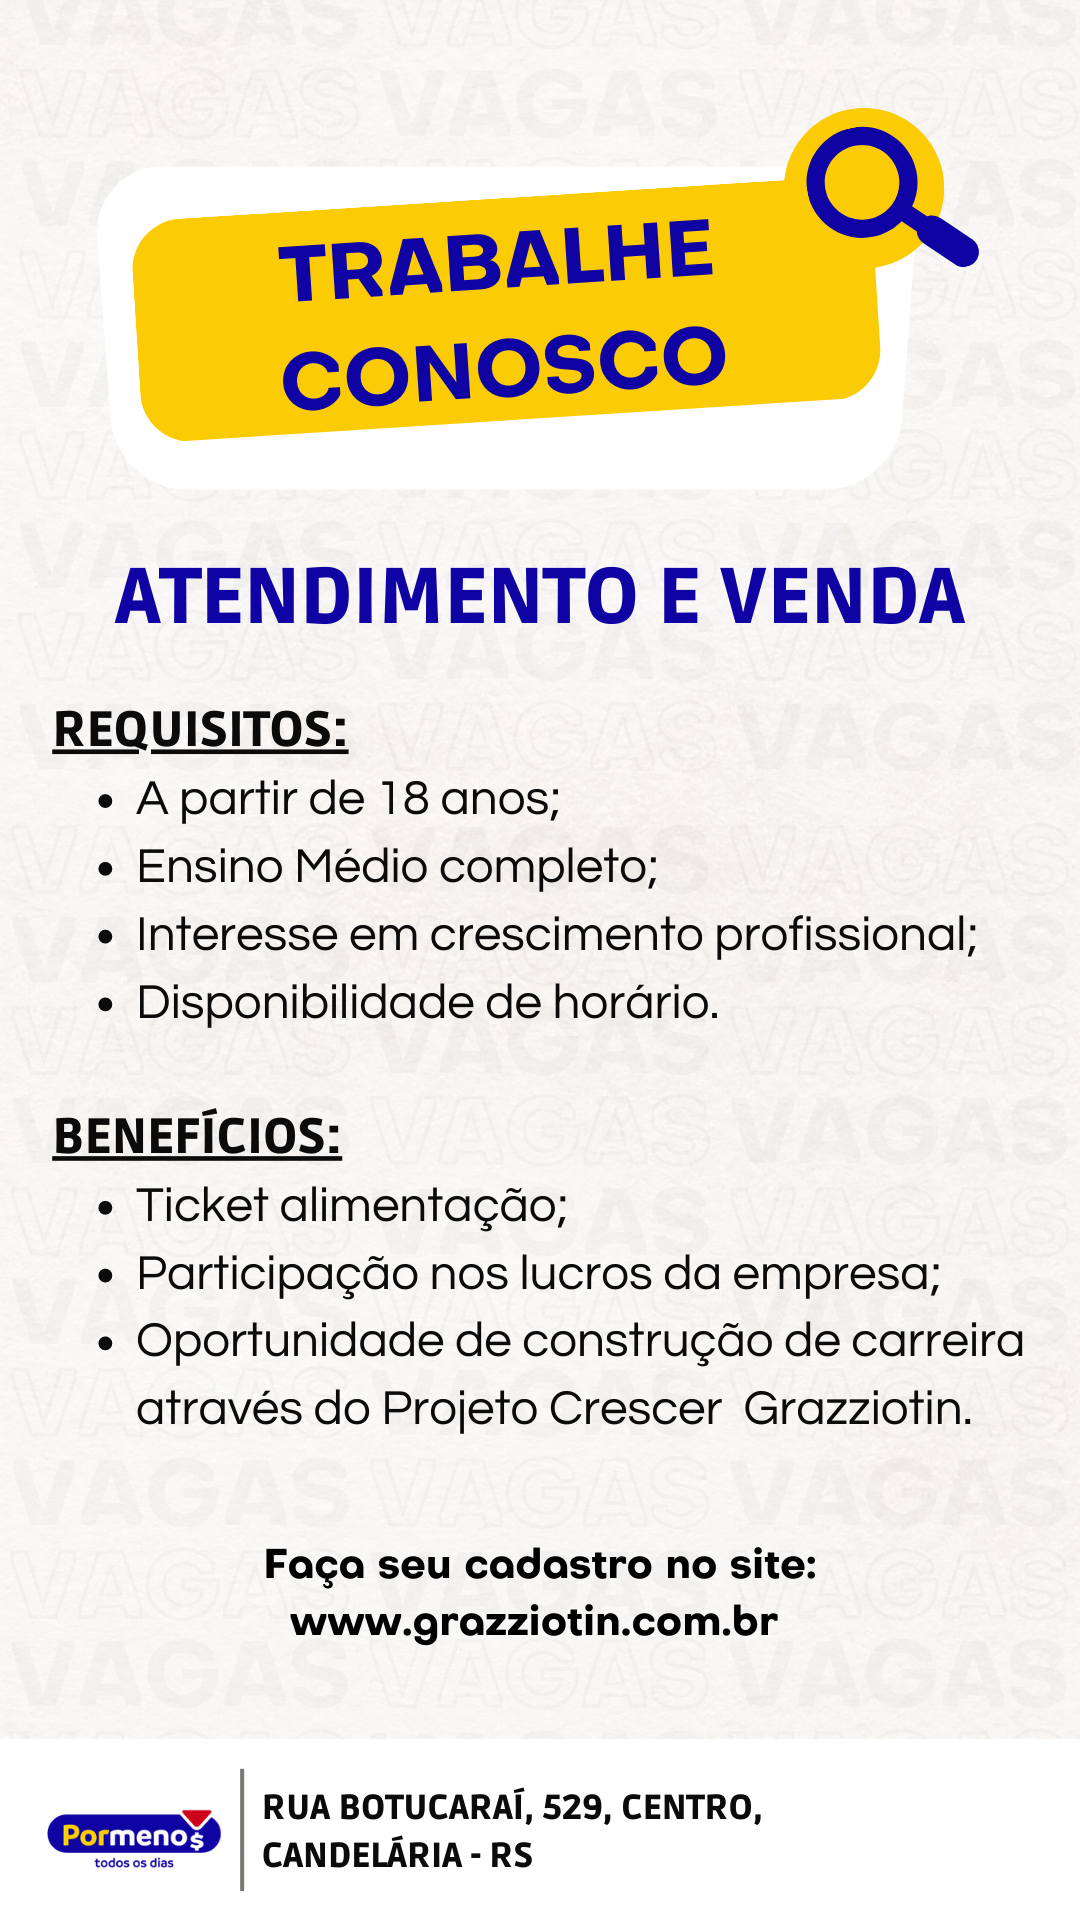 TRABALHE
CONOSCO
ATENDIMENTO E VENDA
REQUISITOS:
• A partir de 18 anos;
• Ensino Médio completo;
• Interesse em crescimento profissional;
• Disponibilidade de horário.
BENEFÍCIOS:
• Ticket alimentação;
• Participação nos lucros da empresa;
• Oportunidade de construção de carreira
através do Projeto Crescer Grazziotin.
Faça seu cadastro no site:
www.grazziotin.com.br
Pormeno$
todos os dias
RUA BOTUCARAÍ, 529, CENTRO,
CANDELÁRIA - RS